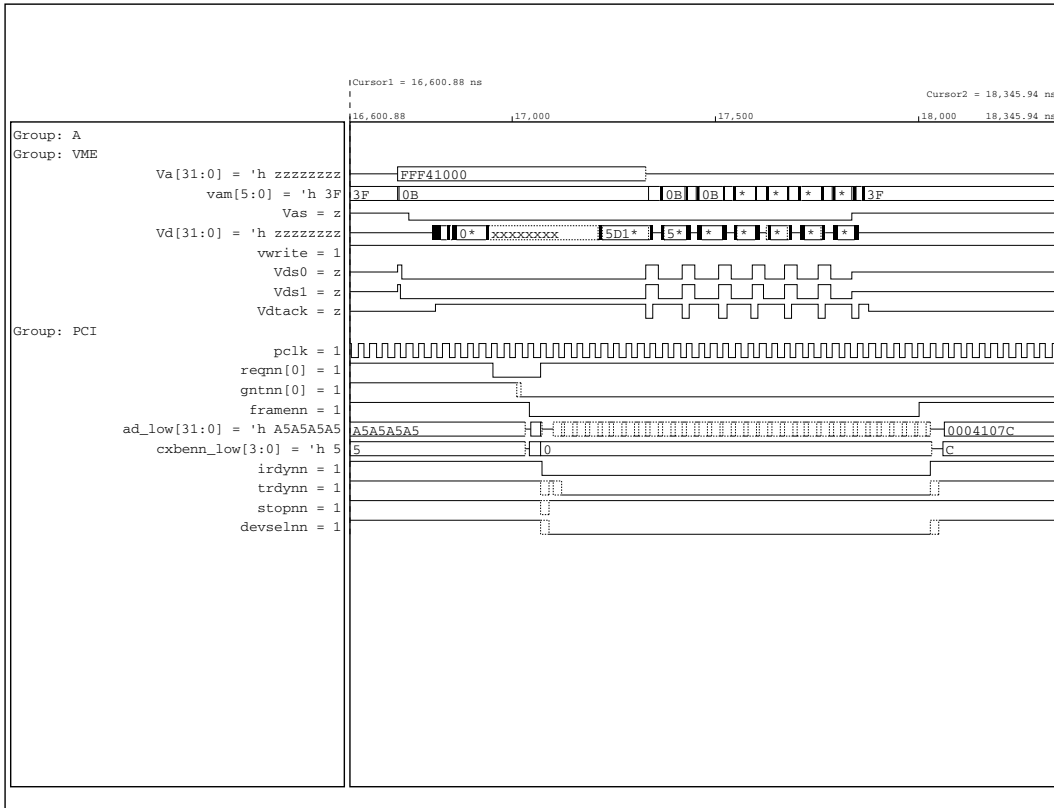 Cursor1 = 16,600.88 ns
Cursor2 = 18,345.94 ns
16,600.88 17,000 17,500 18,000 18,345.94 ns
Group: A
Group: VME
Va[31:0] = 'h zzzzzzzz FFF41000
vam[5:0] = 'h 3F 3F 0B 0B 0B * * * * 3F
Vas = z
Vd[31:0] = 'h zzzzzzzz 0* xxxxxxxx 5D1* 5* * * * * *
vwrite = 1
Vds0 = z
Vds1 = z
Vdtack = z
Group: PCI
pclk = 1
reqnn[0] = 1
gntnn[0] = 1
framenn = 1
ad_low[31:0] = 'h A5A5A5A5 A5A5A5A5 0004107C
cxbenn_low[3:0] = 'h 5 5 0 C
irdynn = 1
trdynn = 1
stopnn = 1
devselnn = 1